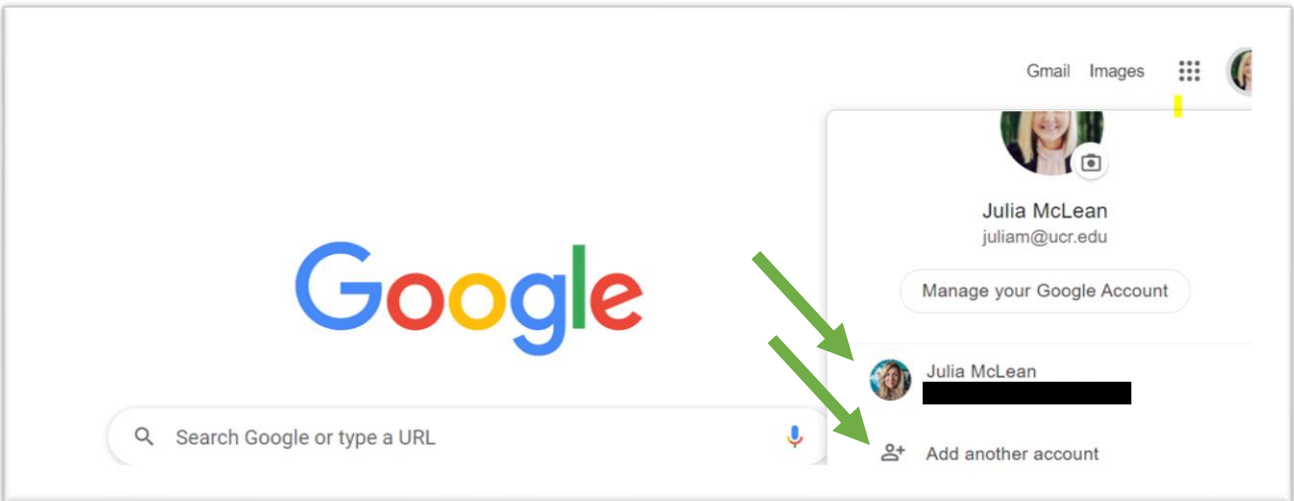 Gmail Images
Julia McLean
juliam@ucr.edu
Manage your Google Account
Google
Julia McLean
Search Google or type a URL
Add another account